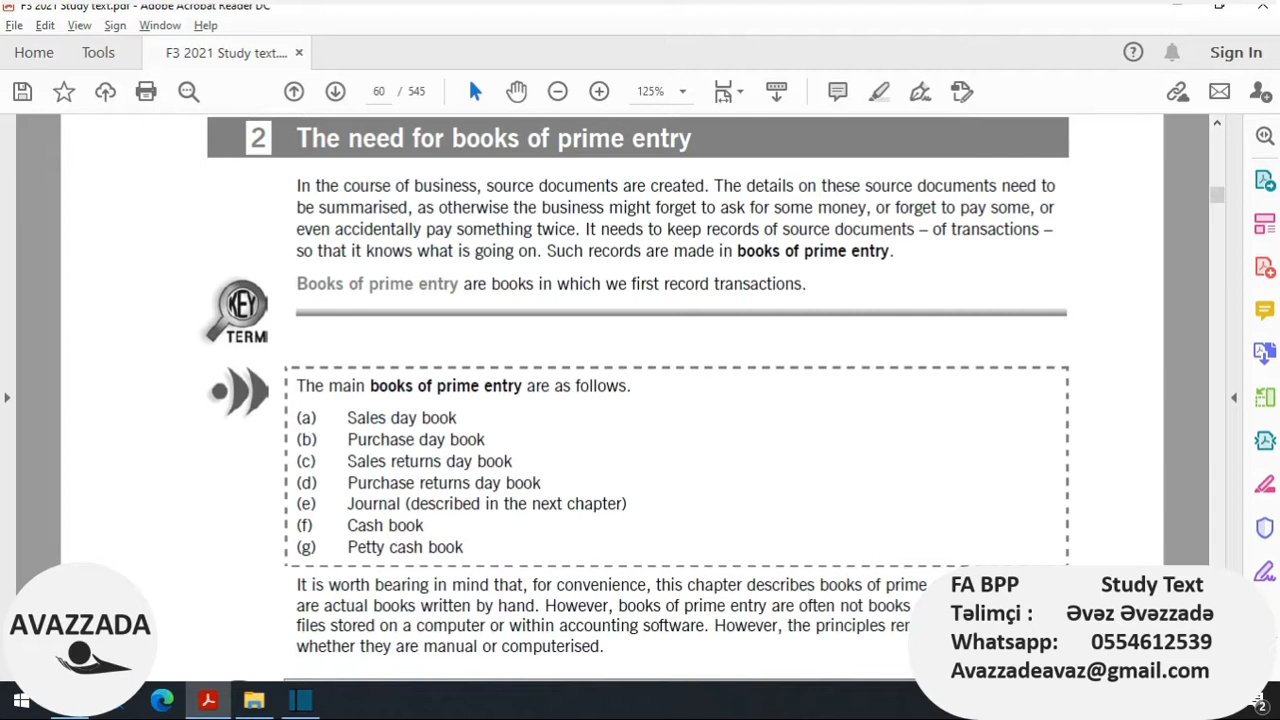 F3 2021 Study text.pdf - Adobe Acrobat Reader DC
File Edit View Sign Window Help
Home Tools F3 2021 Study text.... × ? Sign In
60 / 545 125%
2 The need for books of prime entry
In the course of business, source documents are created. The details on these source documents need to
be summarised, as otherwise the business might forget to ask for some money, or forget to pay some, or
even accidentally pay something twice. It needs to keep records of source documents – of transactions –
so that it knows what is going on. Such records are made in books of prime entry.
Books of prime entry are books in which we first record transactions.
KEY
TERM
The main books of prime entry are as follows.
(a) Sales day book
(b) Purchase day book
(c) Sales returns day book
(d) Purchase returns day book
(e) Journal (described in the next chapter)
(f) Cash book
(g) Petty cash book
It is worth bearing in mind that, for convenience, this chapter describes books of prime
are actual books written by hand. However, books of prime entry are often not books
files stored on a computer or within accounting software. However, the principles
whether they are manual or computerised.
AVAZZADA
FA BPP Study Text
Təlimçi : Əvəz Əvəzzadə
Whatsapp: 0554612539
Avazzadeavaz@gmail.com
2